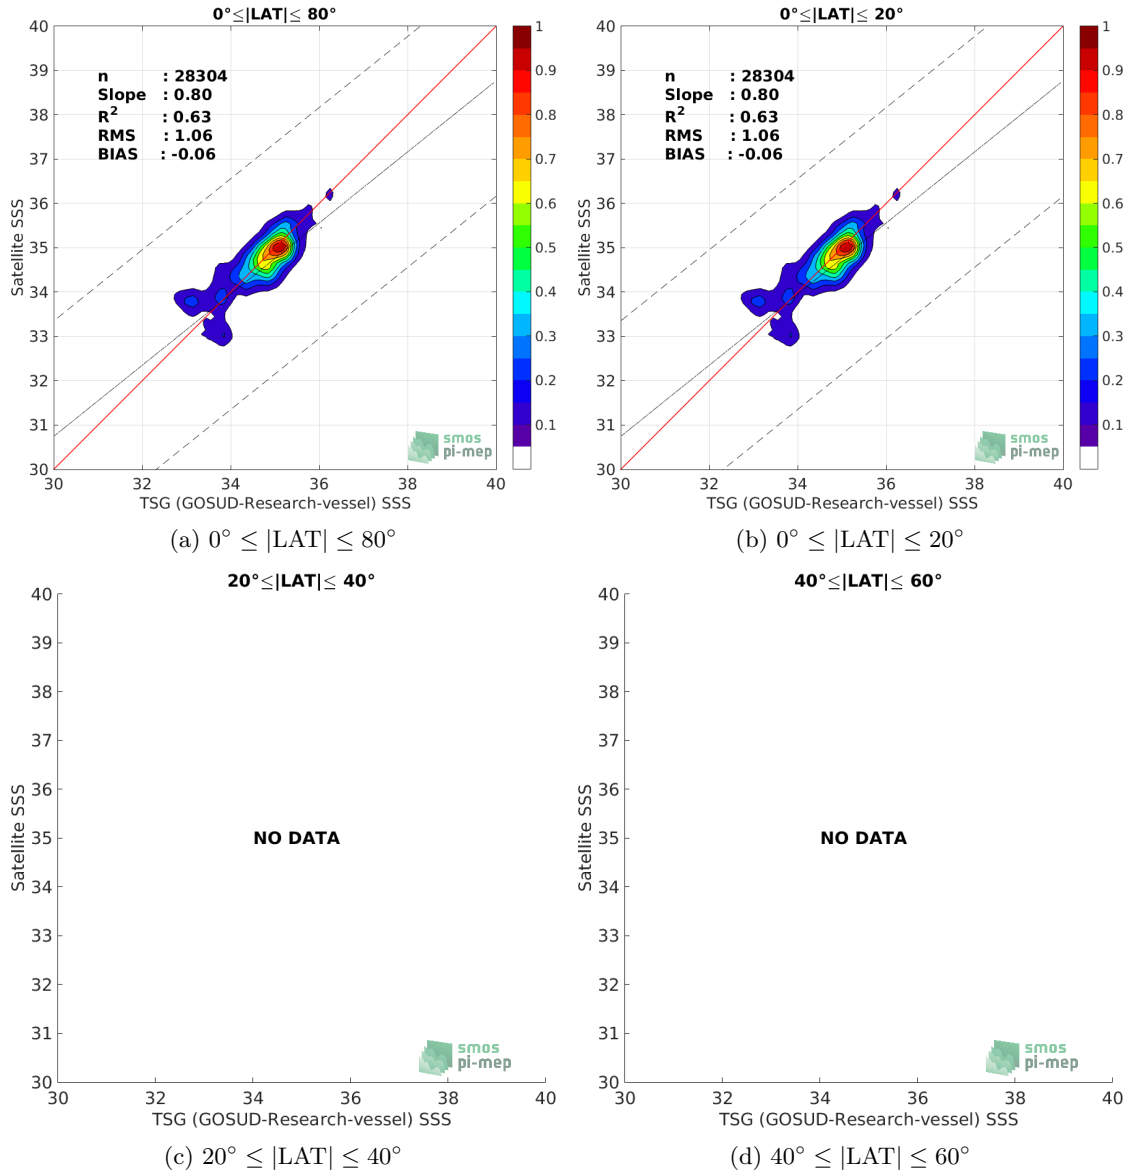 0°≤|LAT|≤ 80°
40
39
38
37
36
35
34
33
32
31
30
Satellite SSS
n : 28304
Slope : 0.80
R² : 0.63
RMS : 1.06
BIAS : -0.06
smos
pi-mep
30 32 34 36 38 40
TSG (GOSUD-Research-vessel) SSS
1
0.9
0.8
0.7
0.6
0.5
0.4
0.3
0.2
0.1
(a) 0° ≤ |LAT| ≤ 80°
0°≤|LAT|≤ 20°
40
39
38
37
36
35
34
33
32
31
30
Satellite SSS
n : 28304
Slope : 0.80
R² : 0.63
RMS : 1.06
BIAS : -0.06
smos
pi-mep
30 32 34 36 38 40
TSG (GOSUD-Research-vessel) SSS
1
0.9
0.8
0.7
0.6
0.5
0.4
0.3
0.2
0.1
(b) 0° ≤ |LAT| ≤ 20°
20°≤|LAT|≤ 40°
40
39
38
37
36
35
34
33
32
31
30
Satellite SSS
NO DATA
smos
pi-mep
30 32 34 36 38 40
TSG (GOSUD-Research-vessel) SSS
(c) 20° ≤ |LAT| ≤ 40°
40°≤|LAT|≤ 60°
40
39
38
37
36
35
34
33
32
31
30
Satellite SSS
NO DATA
smos
pi-mep
30 32 34 36 38 40
TSG (GOSUD-Research-vessel) SSS
(d) 40° ≤ |LAT| ≤ 60°